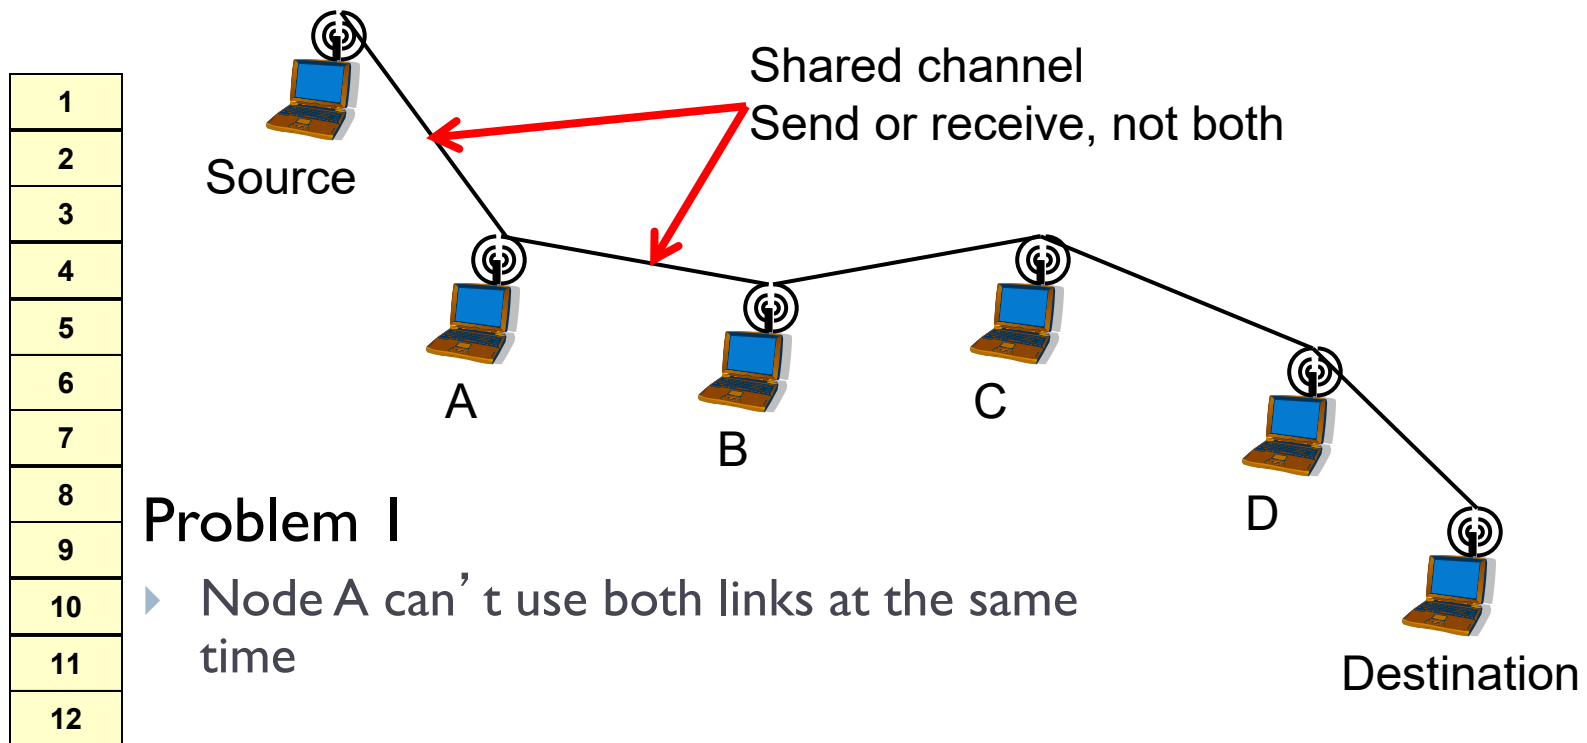 Shared channel
Send or receive, not both
Source
A
B
C
D
Destination
1
2
3
4
5
6
7
8
9
10
11
12
Problem 1
Node A can’t use both links at the same
time